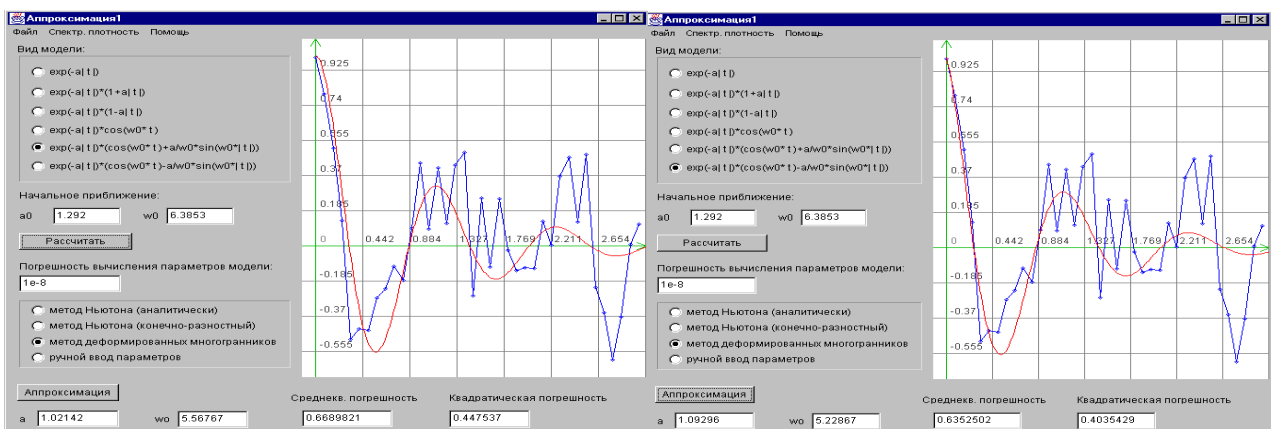 Аппроксимация1
Файл Спектр. плотность Помощь
Вид модели:
exp(-a| t |)
exp(-a| t |)*(1+a| t |)
exp(-a| t |)*(1-a| t |)
exp(-a| t |)*cos(w0* t )
exp(-a| t |)*(cos(w0* t )+a/w0*sin(w0*| t |))
exp(-a| t |)*(cos(w0* t )-a/w0*sin(w0*| t |))
Начальное приближение:
a0 1.292 w0 6.3853
Рассчитать
Погрешность вычисления параметров модели:
1e-8
метод Ньютона (аналитически)
метод Ньютона (конечно-разностный)
метод деформированных многогранников
ручной ввод параметров
Аппроксимация
a 1.02142 wo 5.56767
0.925
0.74
0.555
0.37
0.185
0 0.442 0.884 1.327 1.769 2.211 2.654
-0.185
-0.37
-0.555
Среднекв. погрешность Квадратическая погрешность
0.6689821 0.447537
Аппроксимация1
Файл Спектр. плотность Помощь
Вид модели:
exp(-a| t |)
exp(-a| t |)*(1+a| t |)
exp(-a| t |)*(1-a| t |)
exp(-a| t |)*cos(w0* t )
exp(-a| t |)*(cos(w0* t )+a/w0*sin(w0*| t |))
exp(-a| t |)*(cos(w0* t )-a/w0*sin(w0*| t |))
Начальное приближение:
a0 1.292 w0 6.3853
Рассчитать
Погрешность вычисления параметров модели:
1e-8
метод Ньютона (аналитически)
метод Ньютона (конечно-разностный)
метод деформированных многогранников
ручной ввод параметров
Аппроксимация
a 1.09296 wo 5.22867
0.925
0.74
0.555
0.37
0.185
0 0.442 0.884 1.327 1.769 2.211 2.654
-0.185
-0.37
-0.555
Среднекв. погрешность Квадратическая погрешность
0.6352502 0.4035429